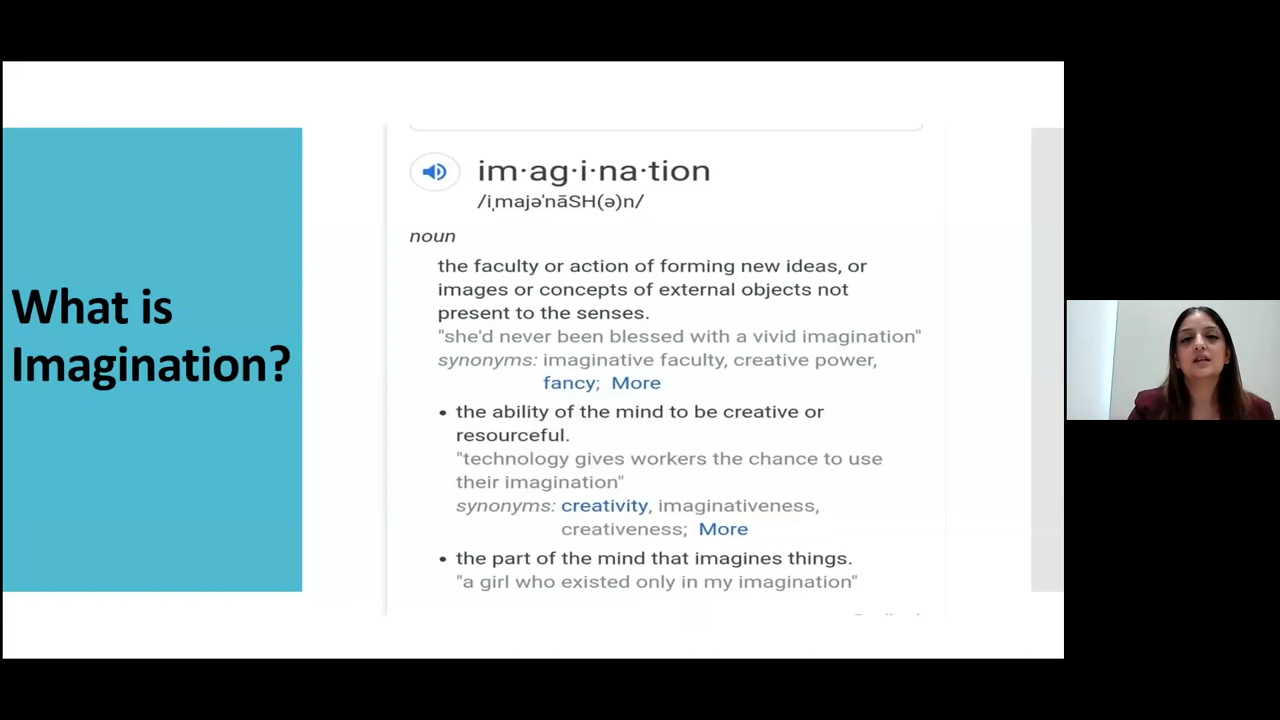 What is
Imagination?
im·ag·i·na·tion
/iˌmajəˈnāSH(ə)n/
noun
the faculty or action of forming new ideas, or
images or concepts of external objects not
present to the senses.
"she'd never been blessed with a vivid imagination"
synonyms: imaginative faculty, creative power,
fancy; More
• the ability of the mind to be creative or
resourceful.
"technology gives workers the chance to use
their imagination"
synonyms: creativity, imaginativeness,
creativeness; More
• the part of the mind that imagines things.
"a girl who existed only in my imagination"